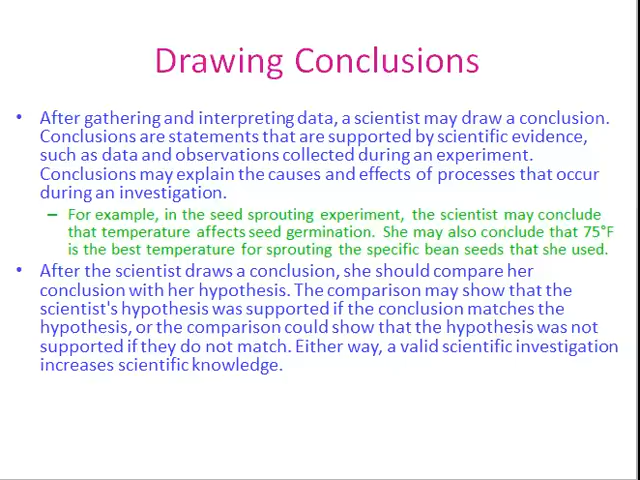 Drawing Conclusions
• After gathering and interpreting data, a scientist may draw a conclusion.
Conclusions are statements that are supported by scientific evidence,
such as data and observations collected during an experiment.
Conclusions may explain the causes and effects of processes that occur
during an investigation.
– For example, in the seed sprouting experiment, the scientist may conclude
that temperature affects seed germination. She may also conclude that 75°F
is the best temperature for sprouting the specific bean seeds that she used.
• After the scientist draws a conclusion, she should compare her
conclusion with her hypothesis. The comparison may show that the
scientist's hypothesis was supported if the conclusion matches the
hypothesis, or the comparison could show that the hypothesis was not
supported if they do not match. Either way, a valid scientific investigation
increases scientific knowledge.